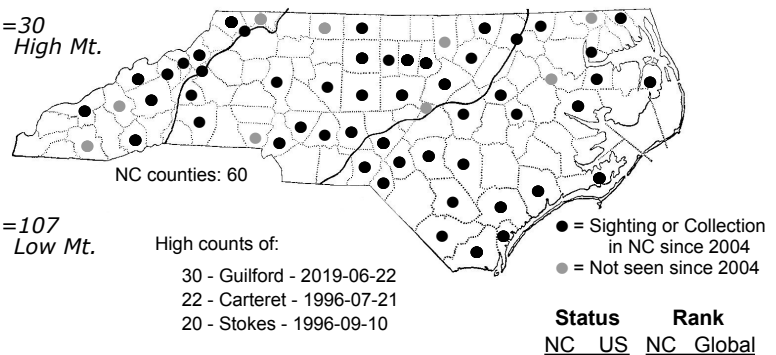 =30
High Mt.
NC counties: 60
=107
Low Mt.
High counts of:
30 - Guilford - 2019-06-22
22 - Carteret - 1996-07-21
20 - Stokes - 1996-09-10
● = Sighting or Collection
in NC since 2004
● = Not seen since 2004
Status Rank
NC US NC Global